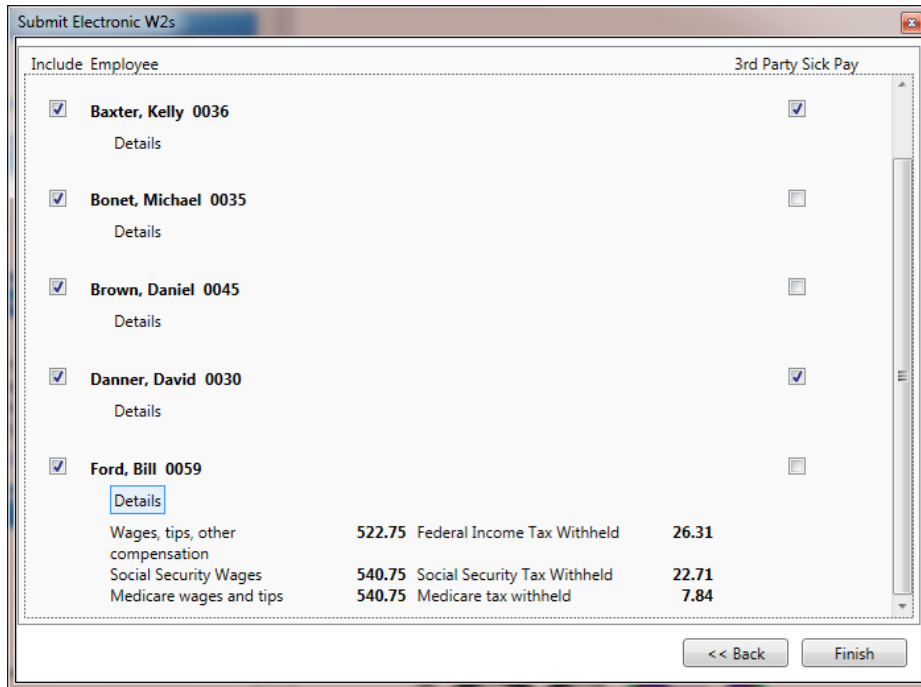 Submit Electronic W2s
Include Employee 3rd Party Sick Pay
Baxter, Kelly 0036
Details
Bonet, Michael 0035
Details
Brown, Daniel 0045
Details
Danner, David 0030
Details
Ford, Bill 0059
Details
Wages, tips, other 522.75 Federal Income Tax Withheld 26.31
compensation
Social Security Wages 540.75 Social Security Tax Withheld 22.71
Medicare wages and tips 540.75 Medicare tax withheld 7.84
<< Back Finish